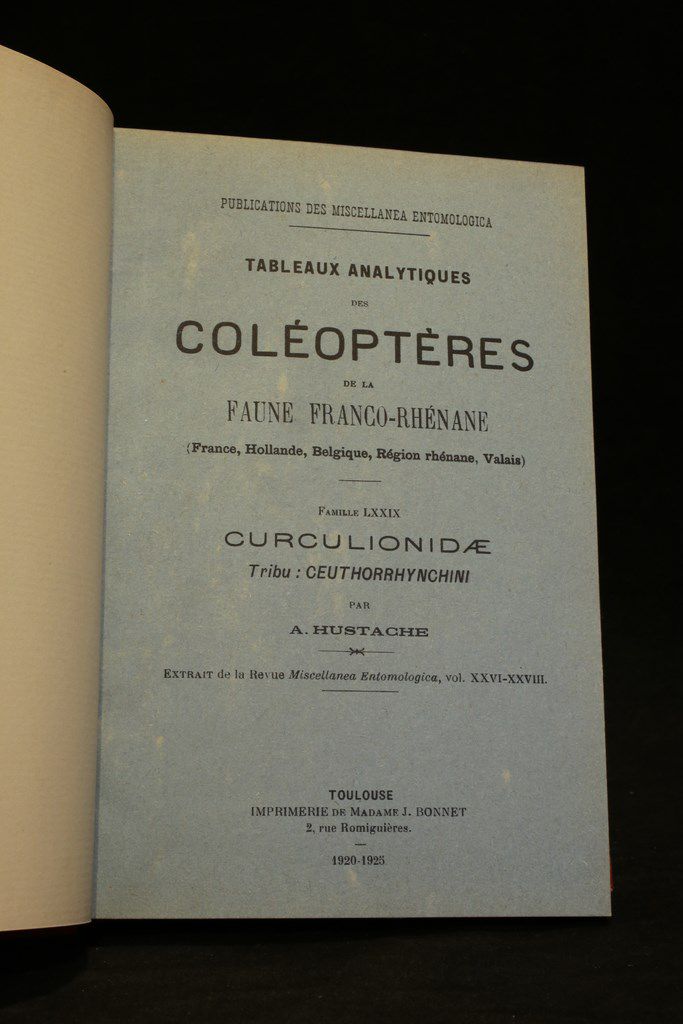 PUBLICATIONS DES MISCELLANEA ENTOMOLOGICA
TABLEAUX ANALYTIQUES
DES
COLÉOPTÈRES
DE LA
FAUNE FRANCO-RHÉNANE
(France, Hollande, Belgique, Région rhénane, Valais)
FAMILLE LXXIX
CURCULIONIDÆ
Tribu : CEUTHORRHYNCHINI
PAR
A. HUSTACHE
EXTRAIT de la Revue Miscellanea Entomologica, vol. XXVI-XXVIII.
TOULOUSE
IMPRIMERIE DE MADAME J. BONNET
2, rue Romiguières.
1920-1925